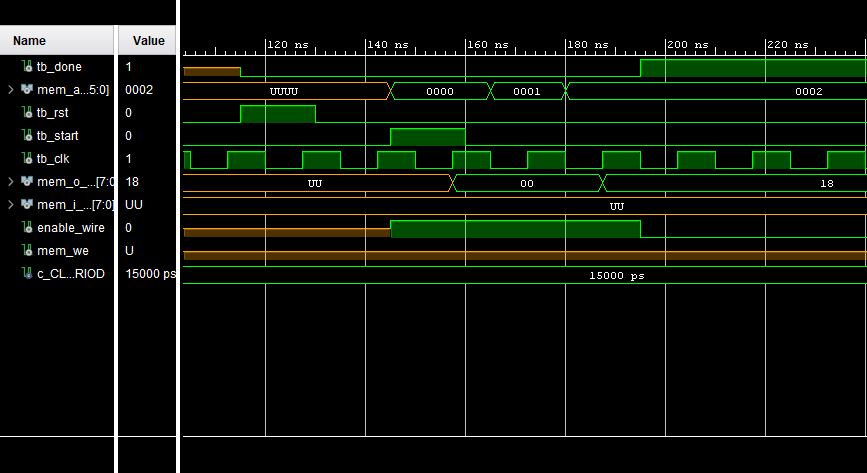 Name Value
120 ns 140 ns 160 ns 180 ns 200 ns 220 ns
tb_done 1
mem_a...5:0] 0002 UUUU 0000 0001 0002
tb_rst 0
tb_start 0
tb_clk 1
mem_o_...[7:0 18 UU 00 18
mem_i_...[7:0] UU UU
enable_wire 0
mem_we U
c_CL...RIOD 15000 ps 15000 ps